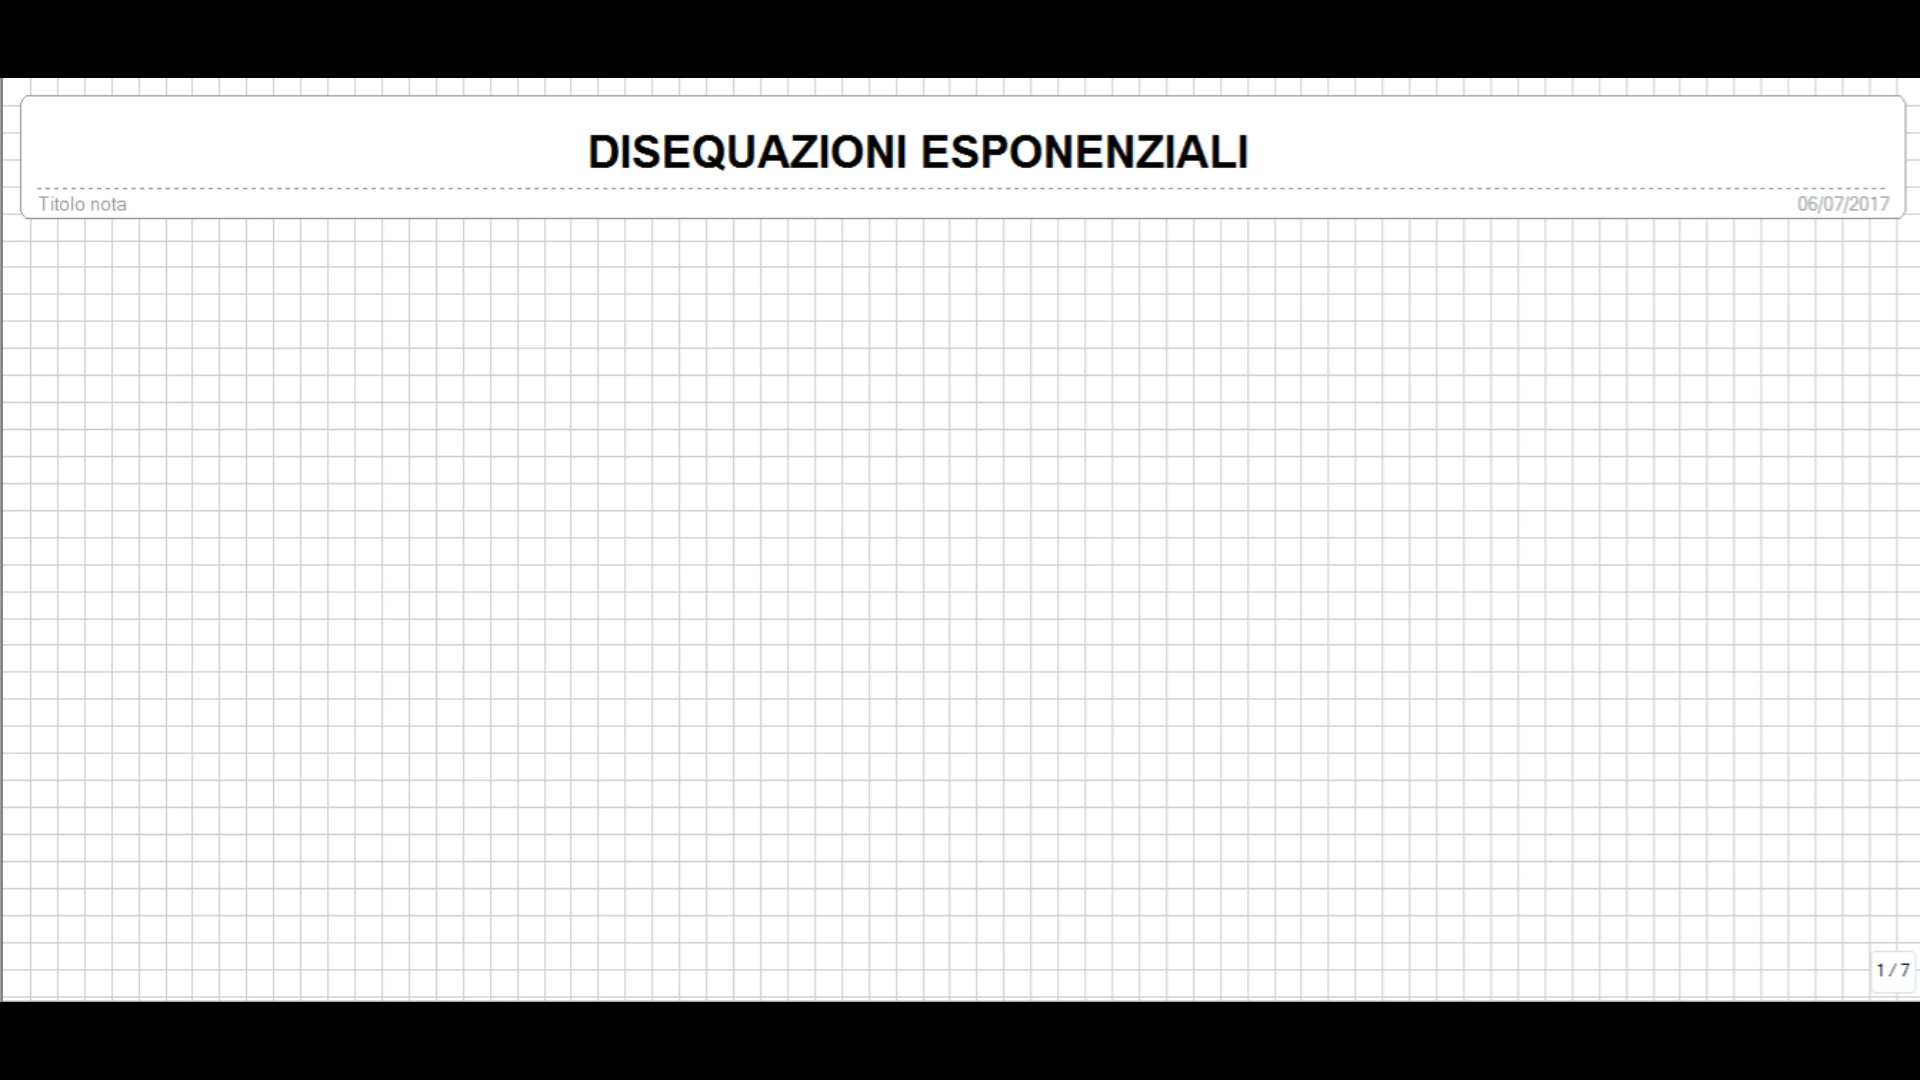 DISEQUAZIONI ESPONENZIALI
Titolo nota
06/07/2017
1 / 7